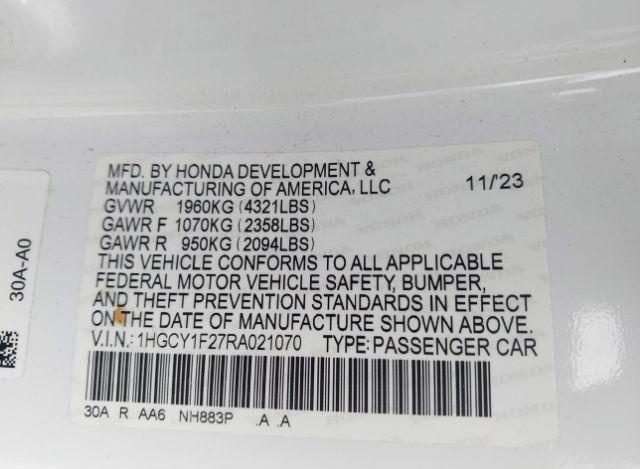 MFD. BY HONDA DEVELOPMENT &
MANUFACTURING OF AMERICA, LLC 11/23
GVWR 1960KG (4321LBS)
GAWR F 1070KG (2358LBS)
GAWR R 950KG (2094LBS)
THIS VEHICLE CONFORMS TO ALL APPLICABLE
FEDERAL MOTOR VEHICLE SAFETY, BUMPER,
AND THEFT PREVENTION STANDARDS IN EFFECT
ON THE DATE OF MANUFACTURE SHOWN ABOVE.
V.I.N.: 1HGCY1F27RA021070 TYPE: PASSENGER CAR
30A R AA6 NH883P .A .A
30A-A0